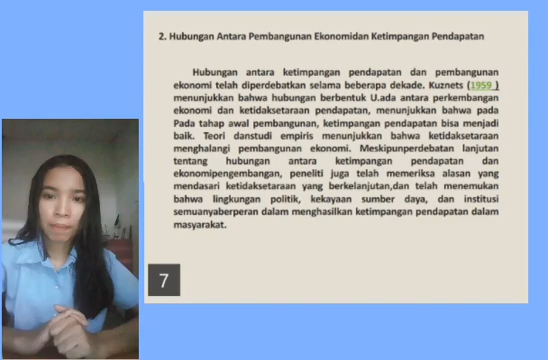 2. Hubungan Antara Pembangunan Ekonomidan Ketimpangan Pendapatan
Hubungan antara ketimpangan pendapatan dan pembangunan
ekonomi telah diperdebatkan selama beberapa dekade. Kuznets (1959 )
menunjukkan bahwa hubungan berbentuk U.ada antara perkembangan
ekonomi dan ketidaksetaraan pendapatan, menunjukkan bahwa pada
Pada tahap awal pembangunan, ketimpangan pendapatan bisa menjadi
baik. Teori danstudi empiris menunjukkan bahwa ketidaksetaraan
menghalangi pembangunan ekonomi. Meskipunperdebatan lanjutan
tentang hubungan antara ketimpangan pendapatan dan
ekonomipengembangan, peneliti juga telah memeriksa alasan yang
mendasari ketidaksetaraan yang berkelanjutan,dan telah menemukan
bahwa lingkungan politik, kekayaan sumber daya, dan institusi
semuanyaberperan dalam menghasilkan ketimpangan pendapatan dalam
masyarakat.
7